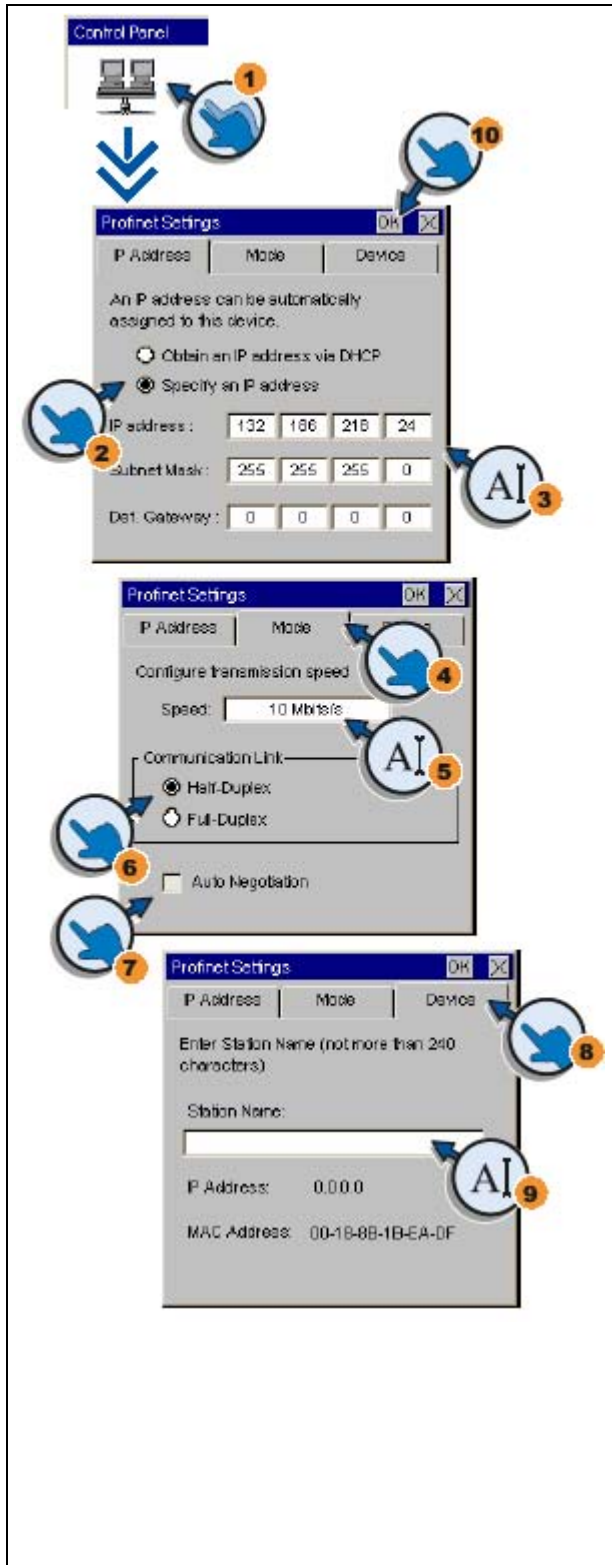 Control Panel
1
10
Profinet Settings OK X
IP Address Mode Device
An IP address can be automatically
assigned to this device.
Obtain an IP address via DHCP
Specify an IP address
2
IP address : 132 186 218 24
Subnet Mask : 255 255 255 0
AI 3
Def. Gateway : 0 0 0 0
Profinet Settings OK X
IP Address Mode
4
Configure transmission speed
Speed: 10 Mbits/s
AI 5
Communication Link
Half-Duplex
Full-Duplex
6
Auto Negotiation
7
Profinet Settings OK X
IP Address Mode Device
8
Enter Station Name (not more than 240
characters)
Station Name:
AI 9
IP Address: 0.0.0.0
MAC Address: 00-18-8B-1B-EA-DF